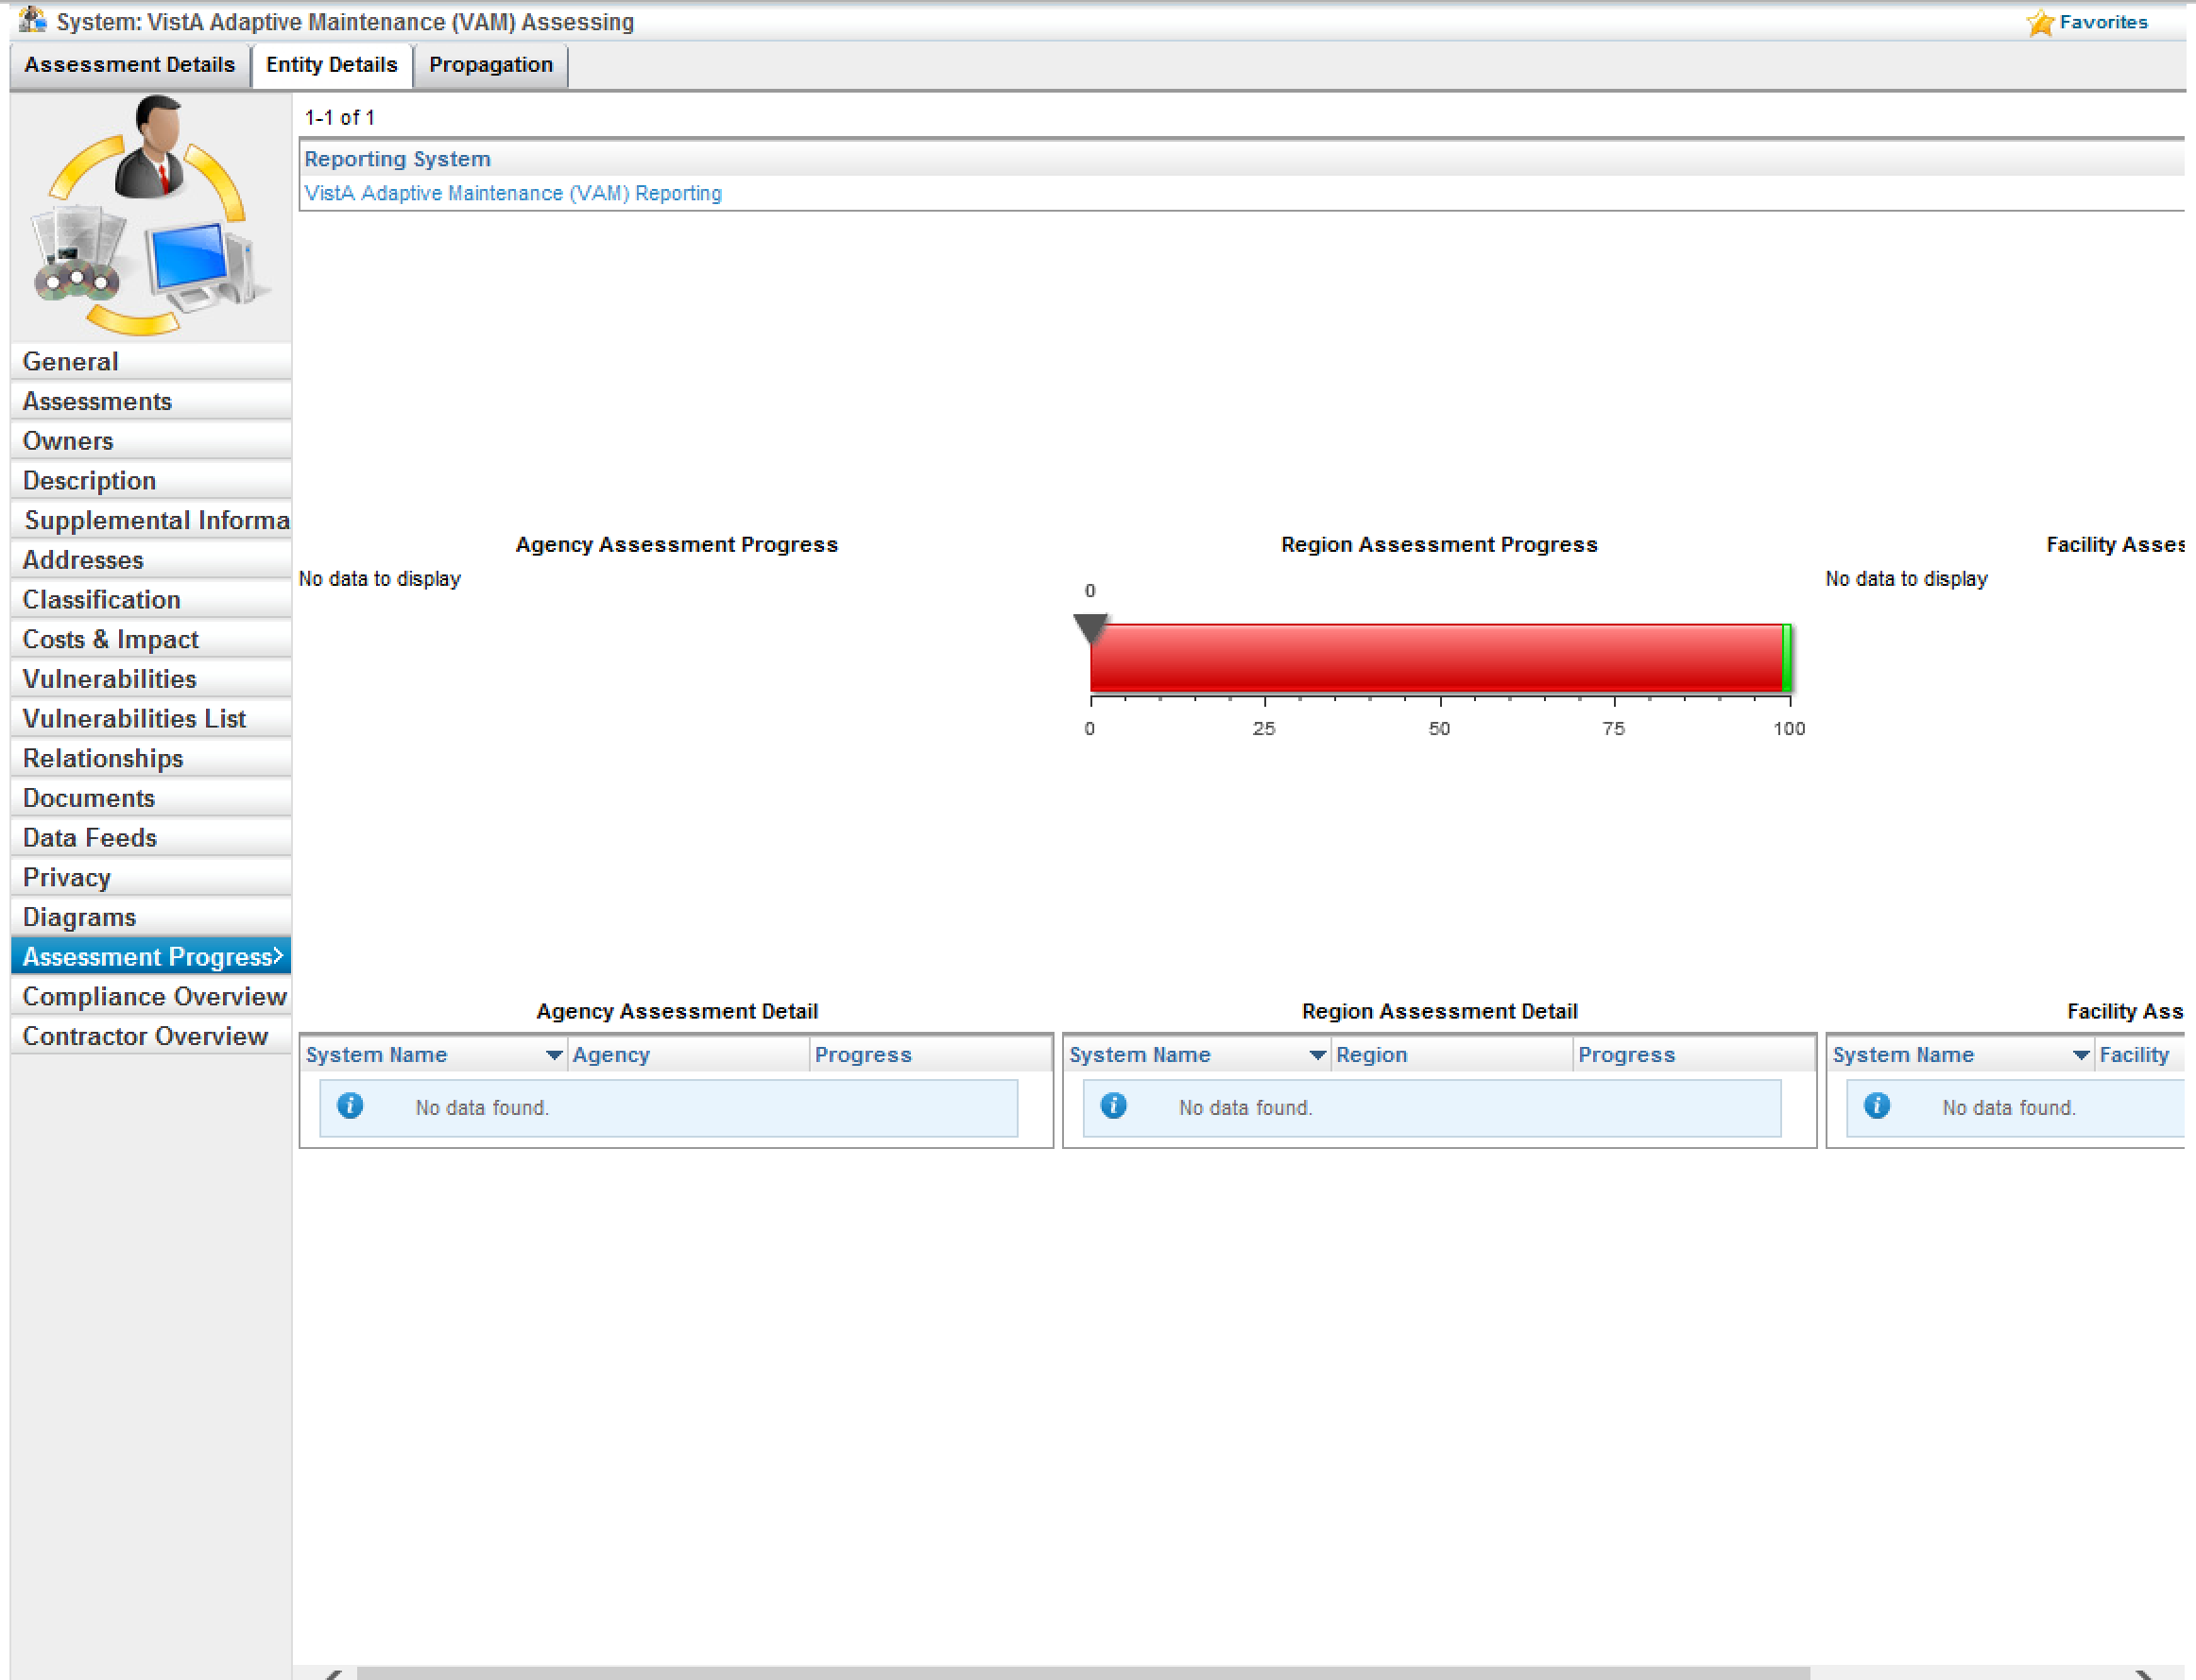 System: VistA Adaptive Maintenance (VAM) Assessing
Favorites
Assessment Details
Entity Details
Propagation
1-1 of 1
Reporting System
VistA Adaptive Maintenance (VAM) Reporting
General
Assessments
Owners
Description
Supplemental Informa
Addresses
Classification
Costs & Impact
Vulnerabilities
Vulnerabilities List
Relationships
Documents
Data Feeds
Privacy
Diagrams
Assessment Progress>
Compliance Overview
Contractor Overview
Agency Assessment Progress
No data to display
Region Assessment Progress
0
0 25 50 75 100
Facility Asses
No data to display
Agency Assessment Detail
System Name Agency Progress
No data found.
Region Assessment Detail
System Name Region Progress
No data found.
Facility Ass
System Name Facility
No data found.